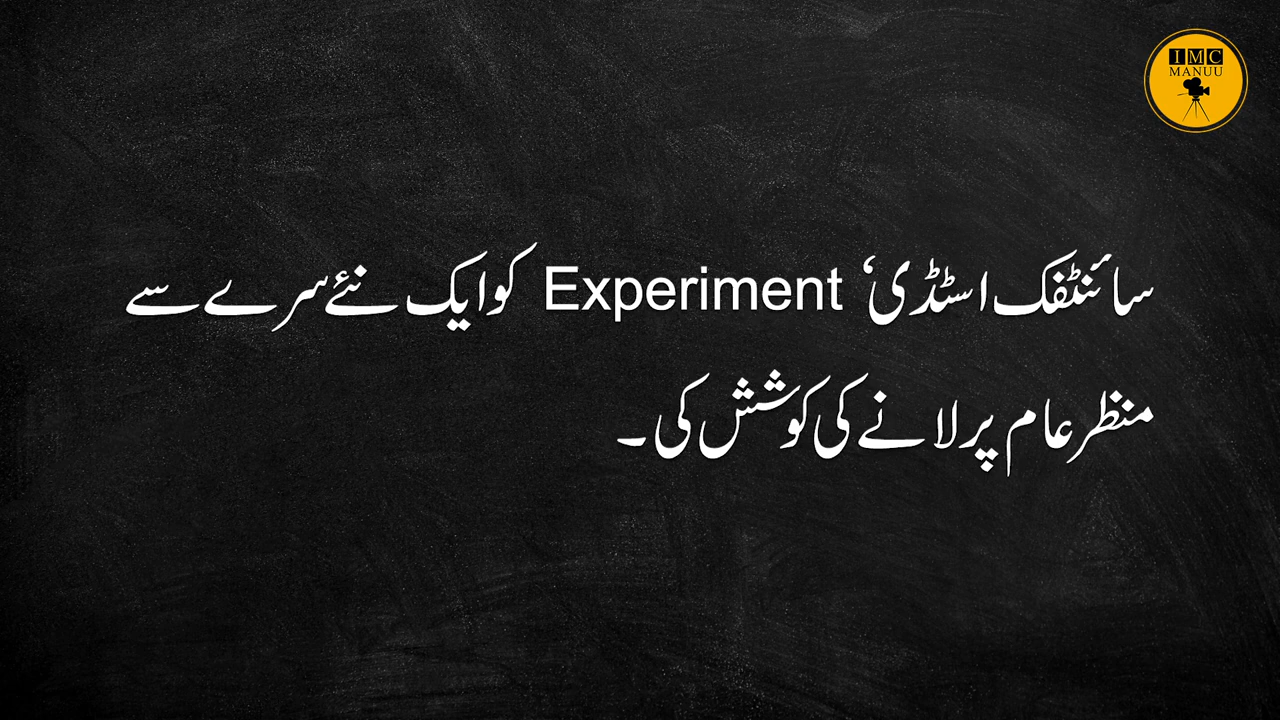 IMC
MANUU
سائنٹفک اسٹڈی‘ Experiment کو ایک نئے سرے سے
منظر عام پر لانے کی کوشش کی ۔